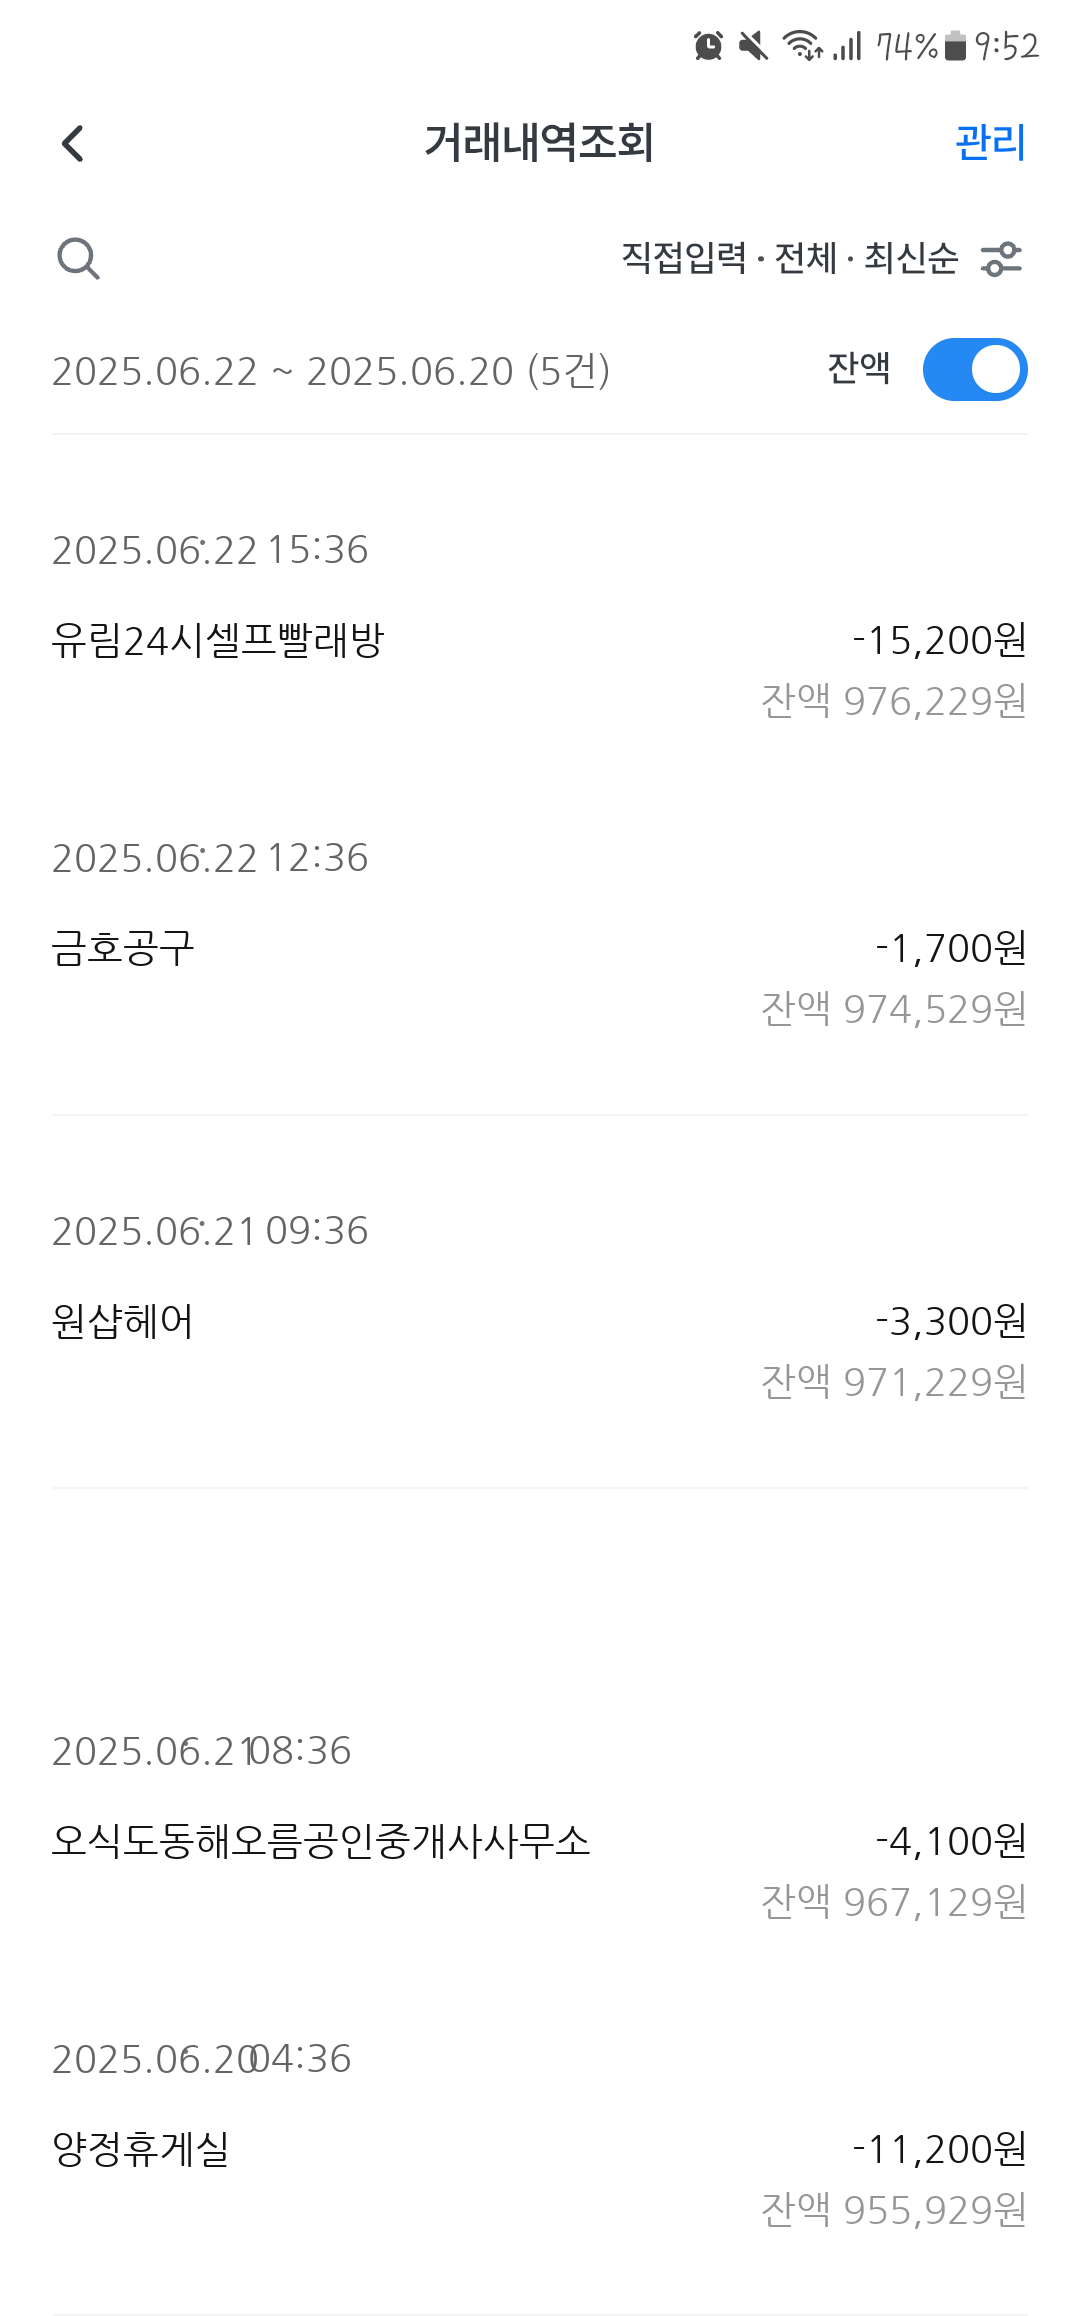 74% 9:52
거래내역조회 관리
직접입력 · 전체 · 최신순
2025.06.22 ~ 2025.06.20 (5건) 잔액
2025.06.22 · 15:36
유림24시셀프빨래방 -15,200원
잔액 976,229원
2025.06.22 · 12:36
금호공구 -1,700원
잔액 974,529원
2025.06.21 · 09:36
원샵헤어 -3,300원
잔액 971,229원
2025.06.21 · 08:36
오식도동해오름공인중개사사무소 -4,100원
잔액 967,129원
2025.06.20 · 04:36
양정휴게실 -11,200원
잔액 955,929원